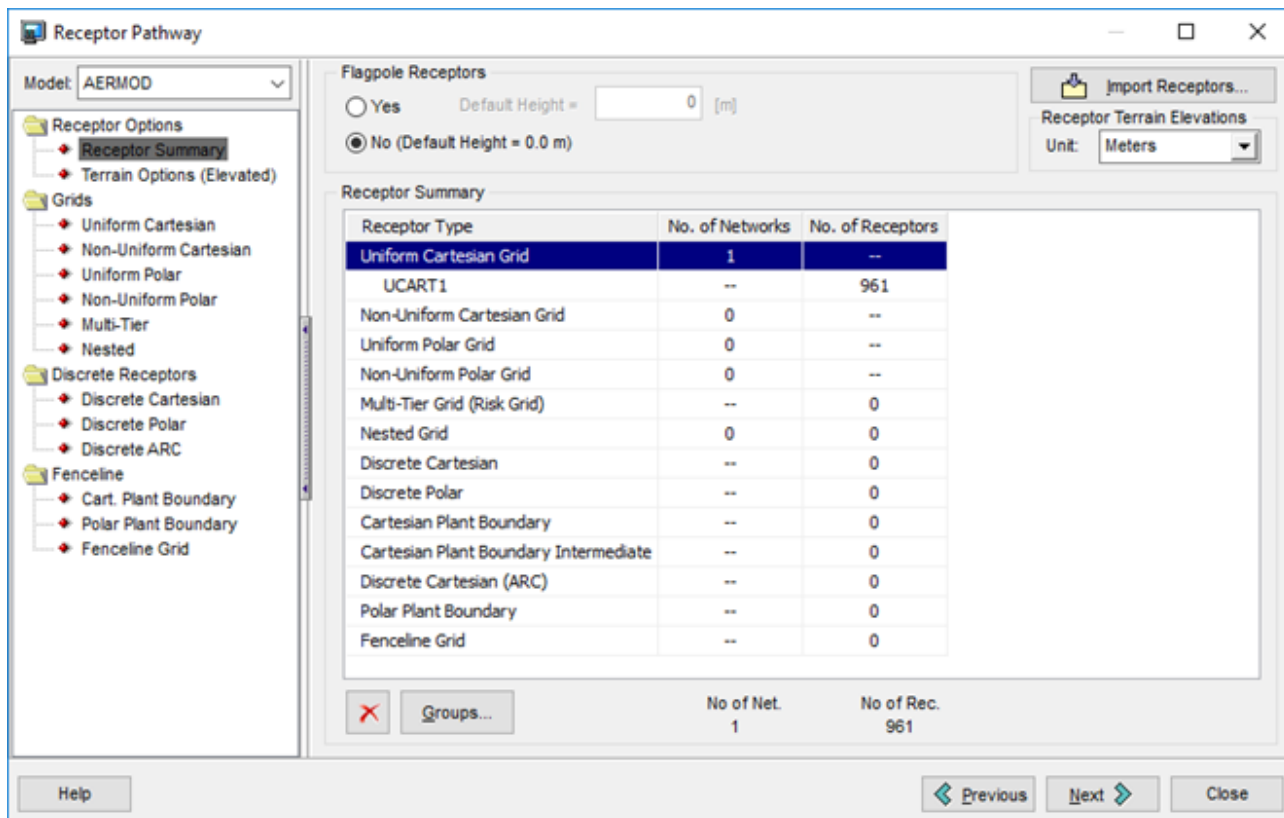 Receptor Pathway
Model: AERMOD
Receptor Options
Receptor Summary
Terrain Options (Elevated)
Grids
Uniform Cartesian
Non-Uniform Cartesian
Uniform Polar
Non-Uniform Polar
Multi-Tier
Nested
Discrete Receptors
Discrete Cartesian
Discrete Polar
Discrete ARC
Fenceline
Cart. Plant Boundary
Polar Plant Boundary
Fenceline Grid
Flagpole Receptors
Yes Default Height = 0 [m]
No (Default Height = 0.0 m)
Import Receptors...
Receptor Terrain Elevations
Unit: Meters
Receptor Summary
Receptor Type No. of Networks No. of Receptors
Uniform Cartesian Grid 1 --
UCART1 -- 961
Non-Uniform Cartesian Grid 0 --
Uniform Polar Grid 0 --
Non-Uniform Polar Grid 0 --
Multi-Tier Grid (Risk Grid) -- 0
Nested Grid 0 0
Discrete Cartesian -- 0
Discrete Polar -- 0
Cartesian Plant Boundary -- 0
Cartesian Plant Boundary Intermediate -- 0
Discrete Cartesian (ARC) -- 0
Polar Plant Boundary -- 0
Fenceline Grid -- 0
Groups...
No of Net. No of Rec.
1 961
Help
Previous
Next
Close